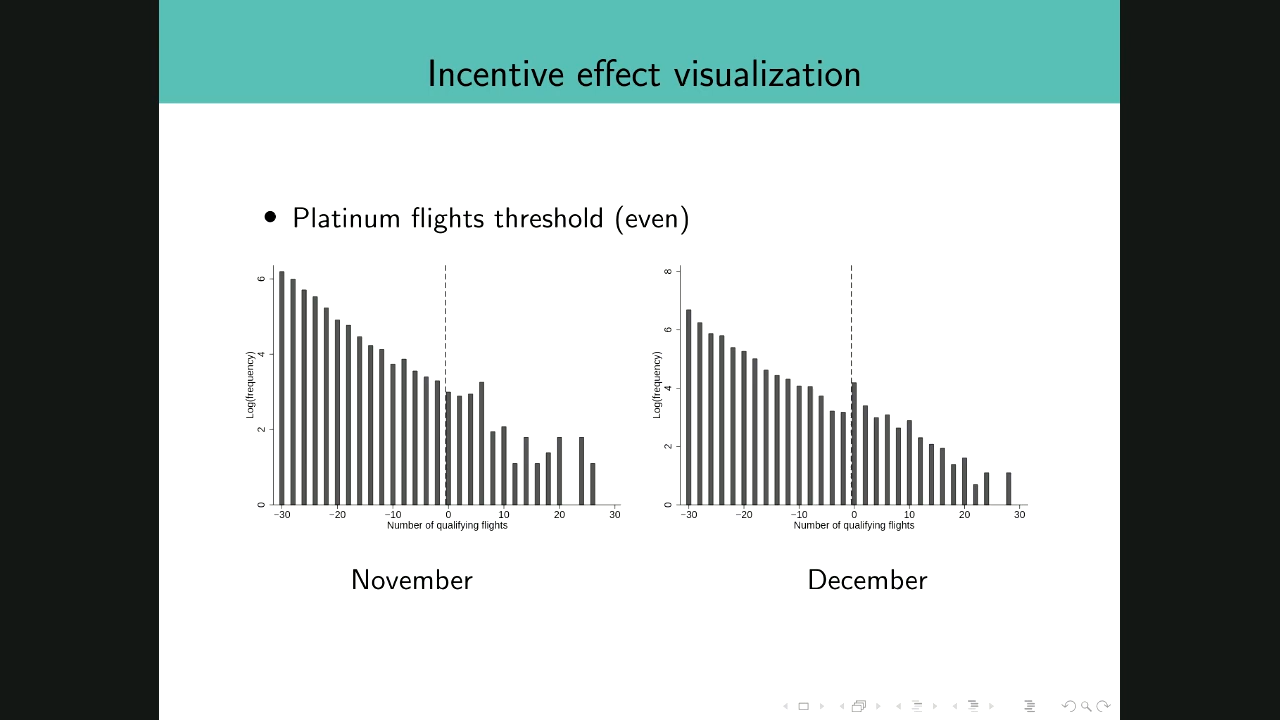 Incentive effect visualization
• Platinum flights threshold (even)
Log(frequency)
0 2 4 6
−30 −20 −10 0 10 20 30
Number of qualifying flights
November
Log(frequency)
0 2 4 6 8
−30 −20 −10 0 10 20 30
Number of qualifying flights
December